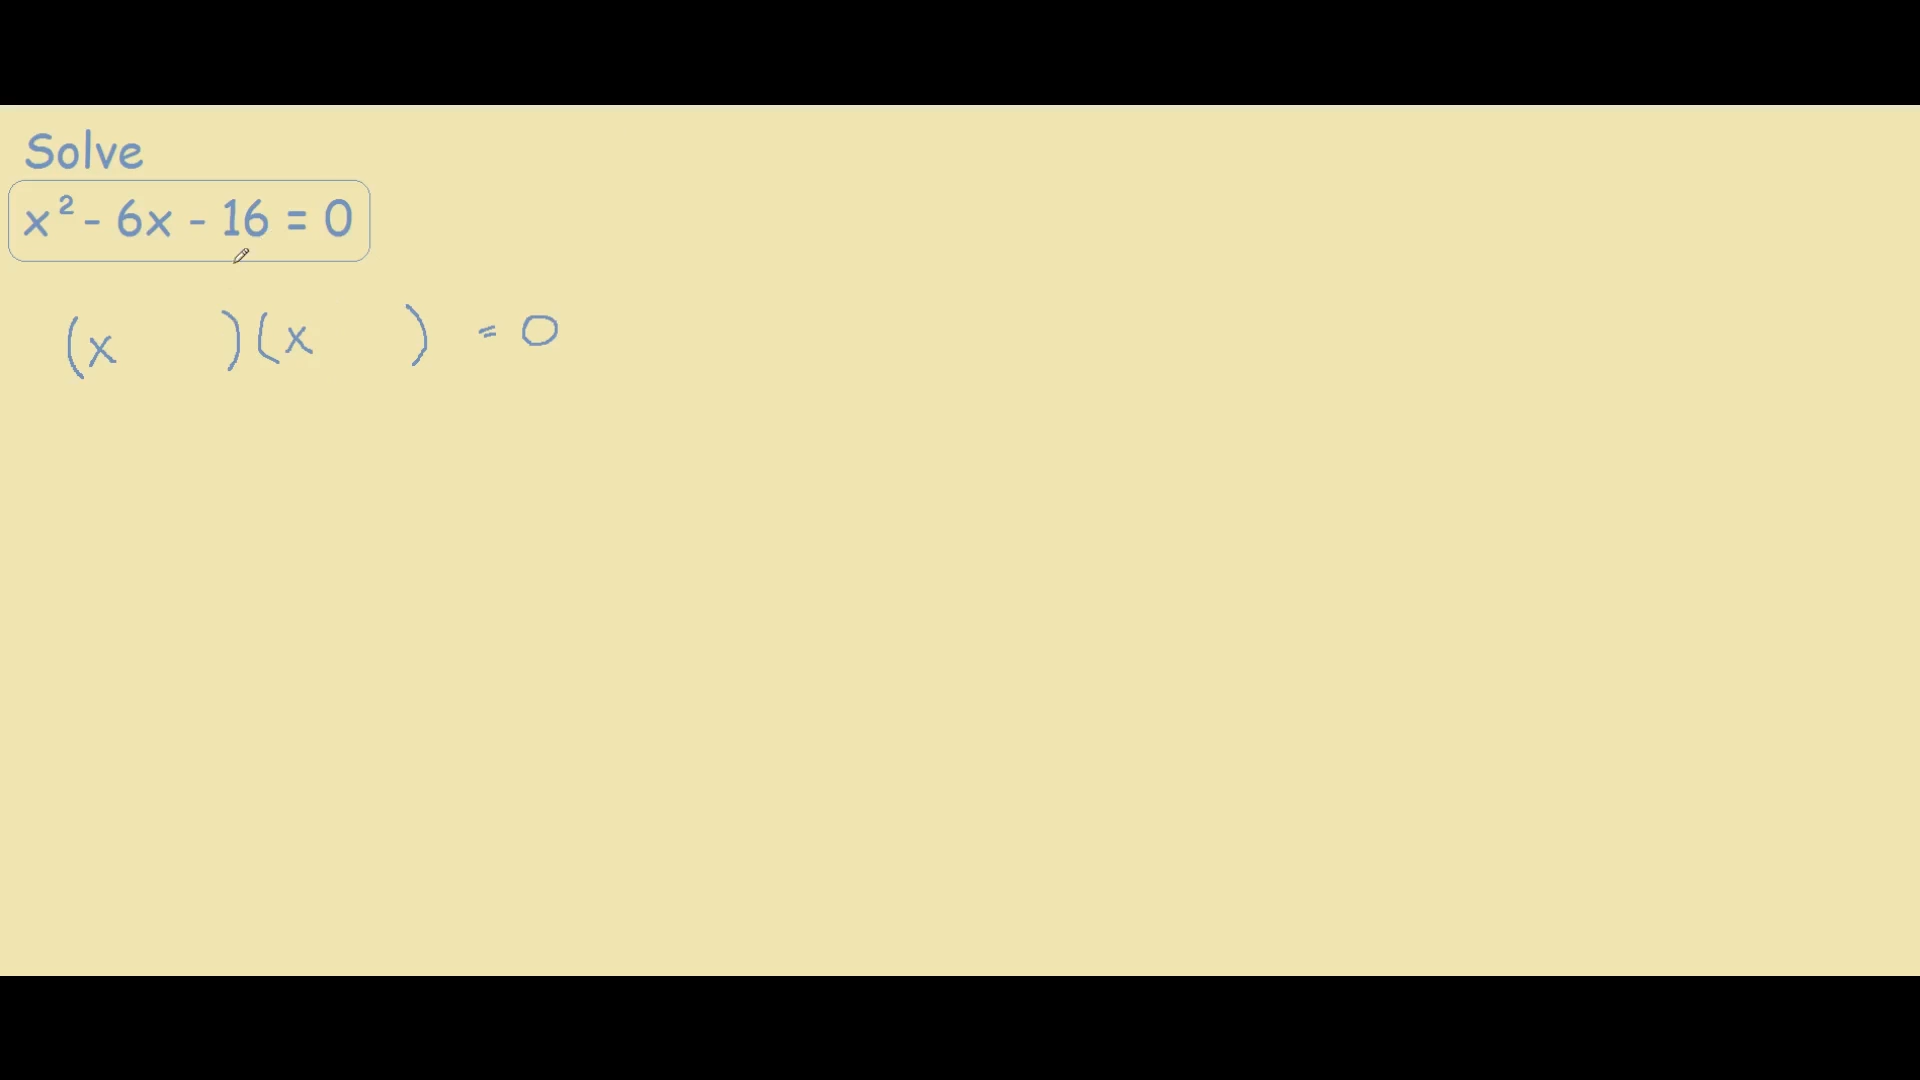 Solve
x² - 6x - 16 = 0
(x )(x ) = 0